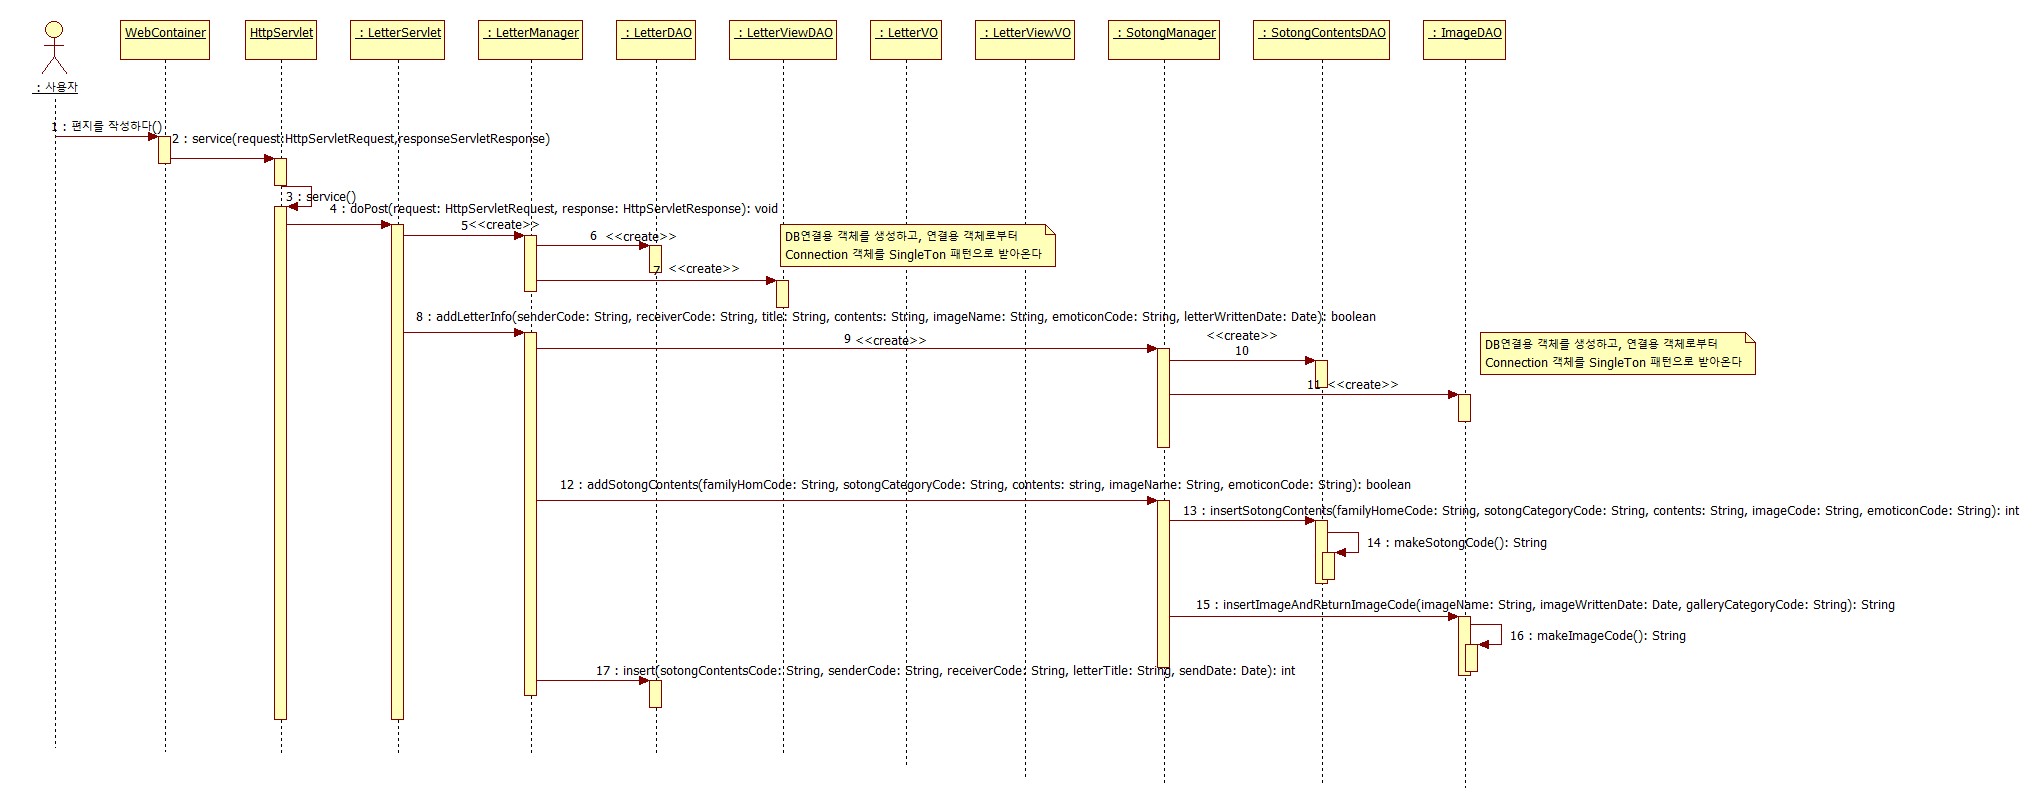 WebContainer
HttpServlet
: LetterServlet
: LetterManager
: LetterDAO
: LetterViewDAO
: LetterVO
: LetterViewVO
: SotongManager
: SotongContentsDAO
: ImageDAO
: 사용자
1 : 편지를 작성하다()
2 : service(request:HttpServletRequest,responseServletResponse)
3 : service()
4 : doPost(request: HttpServletRequest, response: HttpServletResponse): void
5<<create>>
6 <<create>>
DB연결용 객체를 생성하고, 연결용 객체로부터
Connection 객체를 SingleTon 패턴으로 받아온다
7 <<create>>
8 : addLetterInfo(senderCode: String, receiverCode: String, title: String, contents: String, imageName: String, emoticonCode: String, letterWrittenDate: Date): boolean
9 <<create>>
<<create>>
10
DB연결용 객체를 생성하고, 연결용 객체로부터
Connection 객체를 SingleTon 패턴으로 받아온다
11 <<create>>
12 : addSotongContents(familyHomCode: String, sotongCategoryCode: String, contents: string, imageName: String, emoticonCode: String): boolean
13 : insertSotongContents(familyHomeCode: String, sotongCategoryCode: String, contents: String, imageCode: String, emoticonCode: String): int
14 : makeSotongCode(): String
15 : insertImageAndReturnImageCode(imageName: String, imageWrittenDate: Date, galleryCategoryCode: String): String
16 : makeImageCode(): String
17 : insert(sotongContentsCode: String, senderCode: String, receiverCode: String, letterTitle: String, sendDate: Date): int